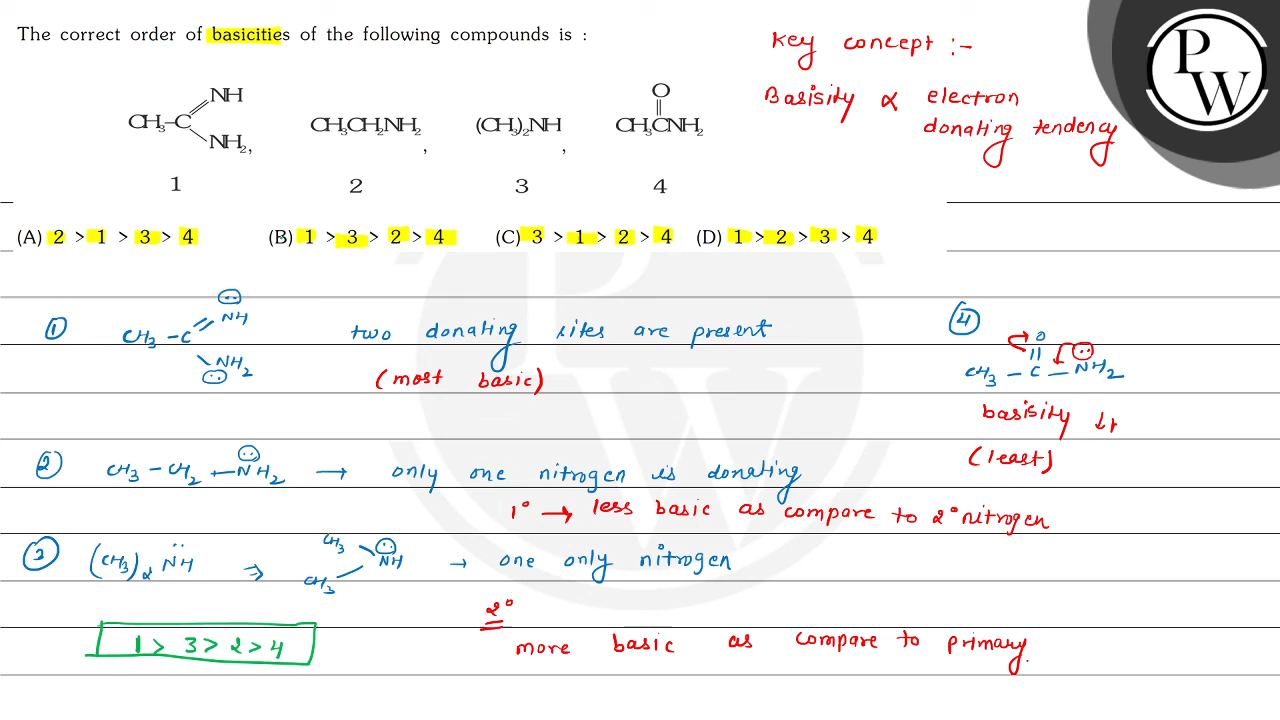 The correct order of basicities of the following compounds is :
Key concept :-
Basisity ∝ electron
donating tendency
PW
CH₃-C
NH
NH₂,
CH₃CH₂NH₂,
(CH₃)₂NH,
O
CH₃CNH₂
1 2 3 4
(A) 2 > 1 > 3 > 4 (B) 1 > 3 > 2 > 4 (C) 3 > 1 > 2 > 4 (D) 1 > 2 > 3 > 4
① CH₃-C
NH
NH₂
two donating sites are present
(most basic)
④
O
CH₃-C-NH₂
basisity ↓r
(least)
② CH₃-CH₂-NH₂ → only one nitrogen is donating
1° → less basic as compare to 2° nitrogen
③ (CH₃)₂ NH ⇒
CH₃
CH₃
NH → one only nitrogen
2°
more basic as compare to primary.
1 > 3 > 2 > 4